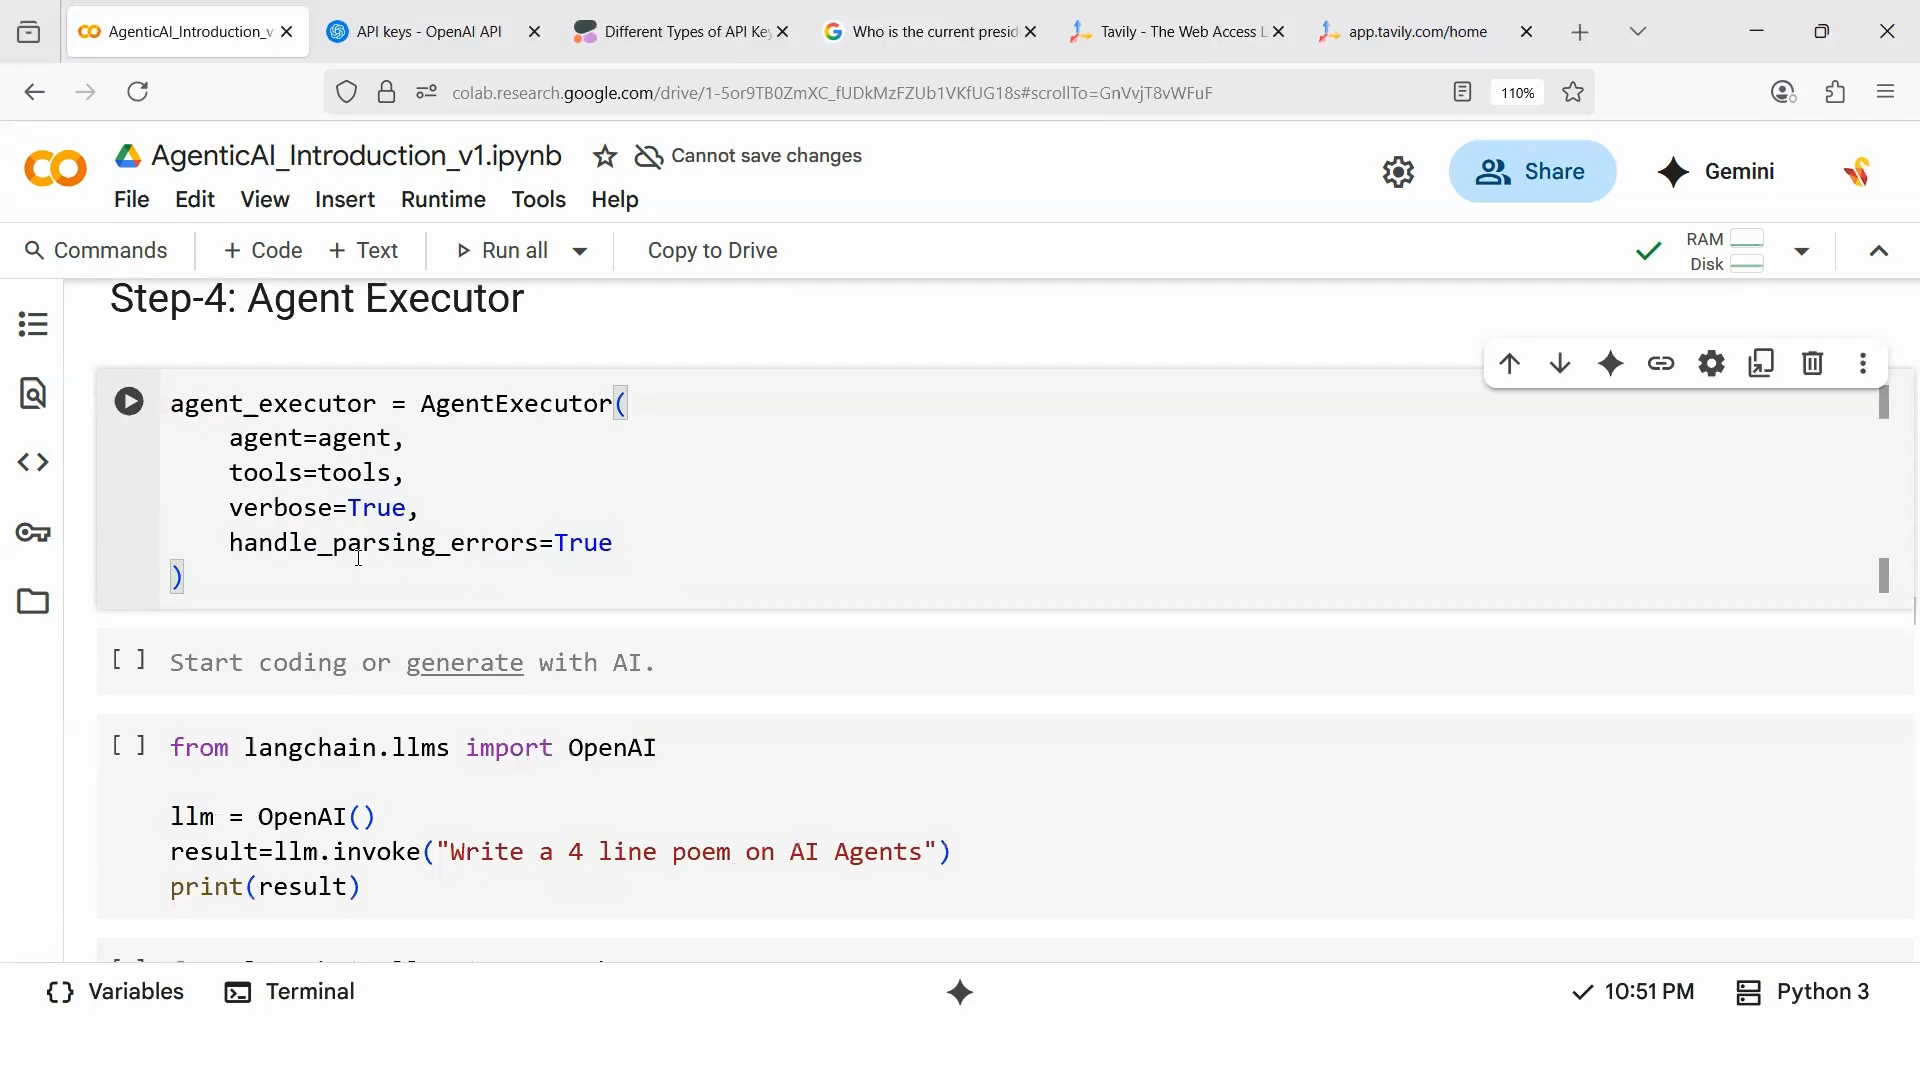 AgenticAI_Introduction_v
API keys - OpenAI API
Different Types of API Key
Who is the current presid
Tavily - The Web Access L
app.tavily.com/home
colab.research.google.com/drive/1-5or9TB0ZmXC_fUDkMzFZUb1VKfUG18s#scrollTo=GnVvjT8vWFuF
110%
AgenticAI_Introduction_v1.ipynb
Cannot save changes
Share
Gemini
File Edit View Insert Runtime Tools Help
Commands + Code + Text Run all Copy to Drive
RAM
Disk
Step-4: Agent Executor
agent_executor = AgentExecutor(
agent=agent,
tools=tools,
verbose=True,
handle_parsing_errors=True
)
[ ] Start coding or generate with AI.
[ ] from langchain.llms import OpenAI
llm = OpenAI()
result=llm.invoke("Write a 4 line poem on AI Agents")
print(result)
{} Variables Terminal
10:51 PM Python 3